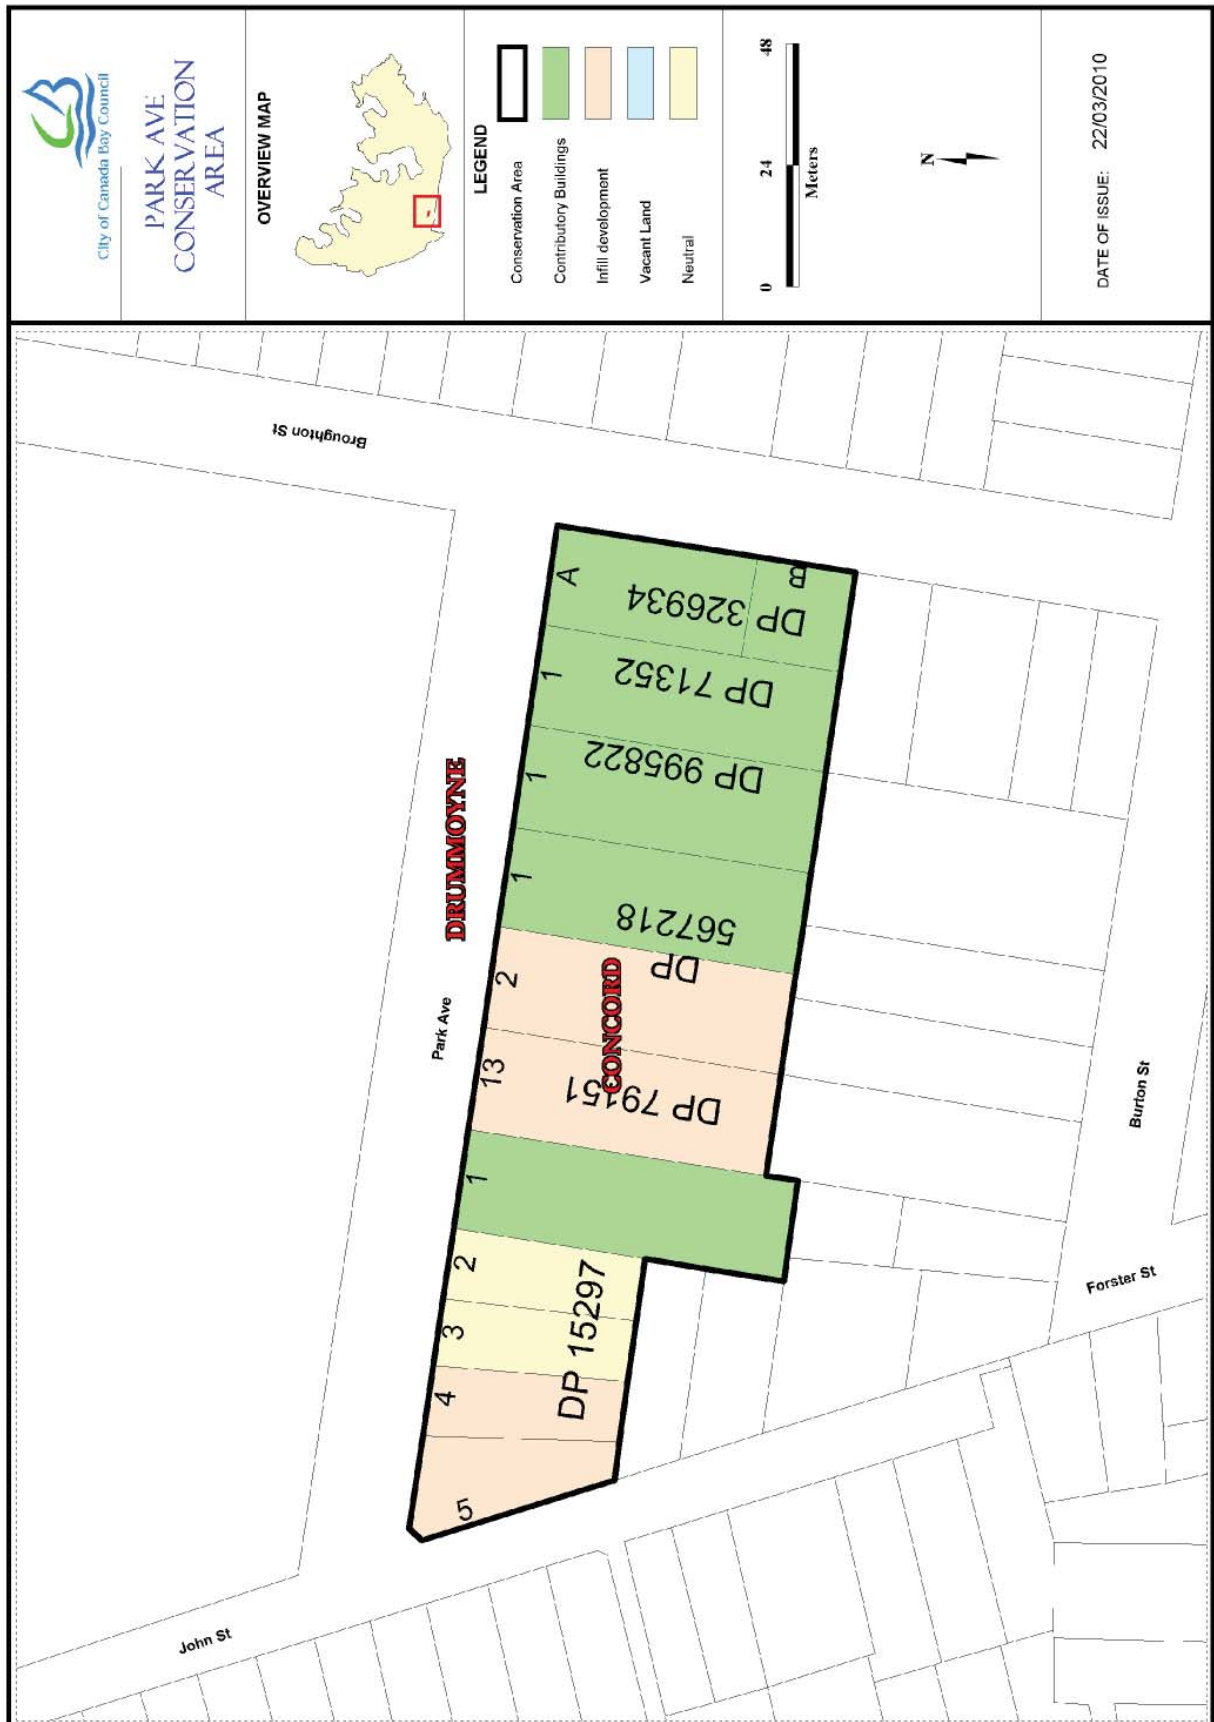 City of Canada Bay Council
PARK AVE
CONSERVATION
AREA
OVERVIEW MAP
LEGEND
Conservation Area
Contributory Buildings
Infill development
Vacant Land
Neutral
0 24 48
Meters
N
DATE OF ISSUE: 22/03/2010
Broughton St
DRUMMOYNE
Park Ave
CONCORD
A
B
DP 326934
1
DP 71352
1
DP 995822
1
567218
DP
2
13
DP 79151
1
2
3
4
5
DP 15297
Burton St
Forster St
John St